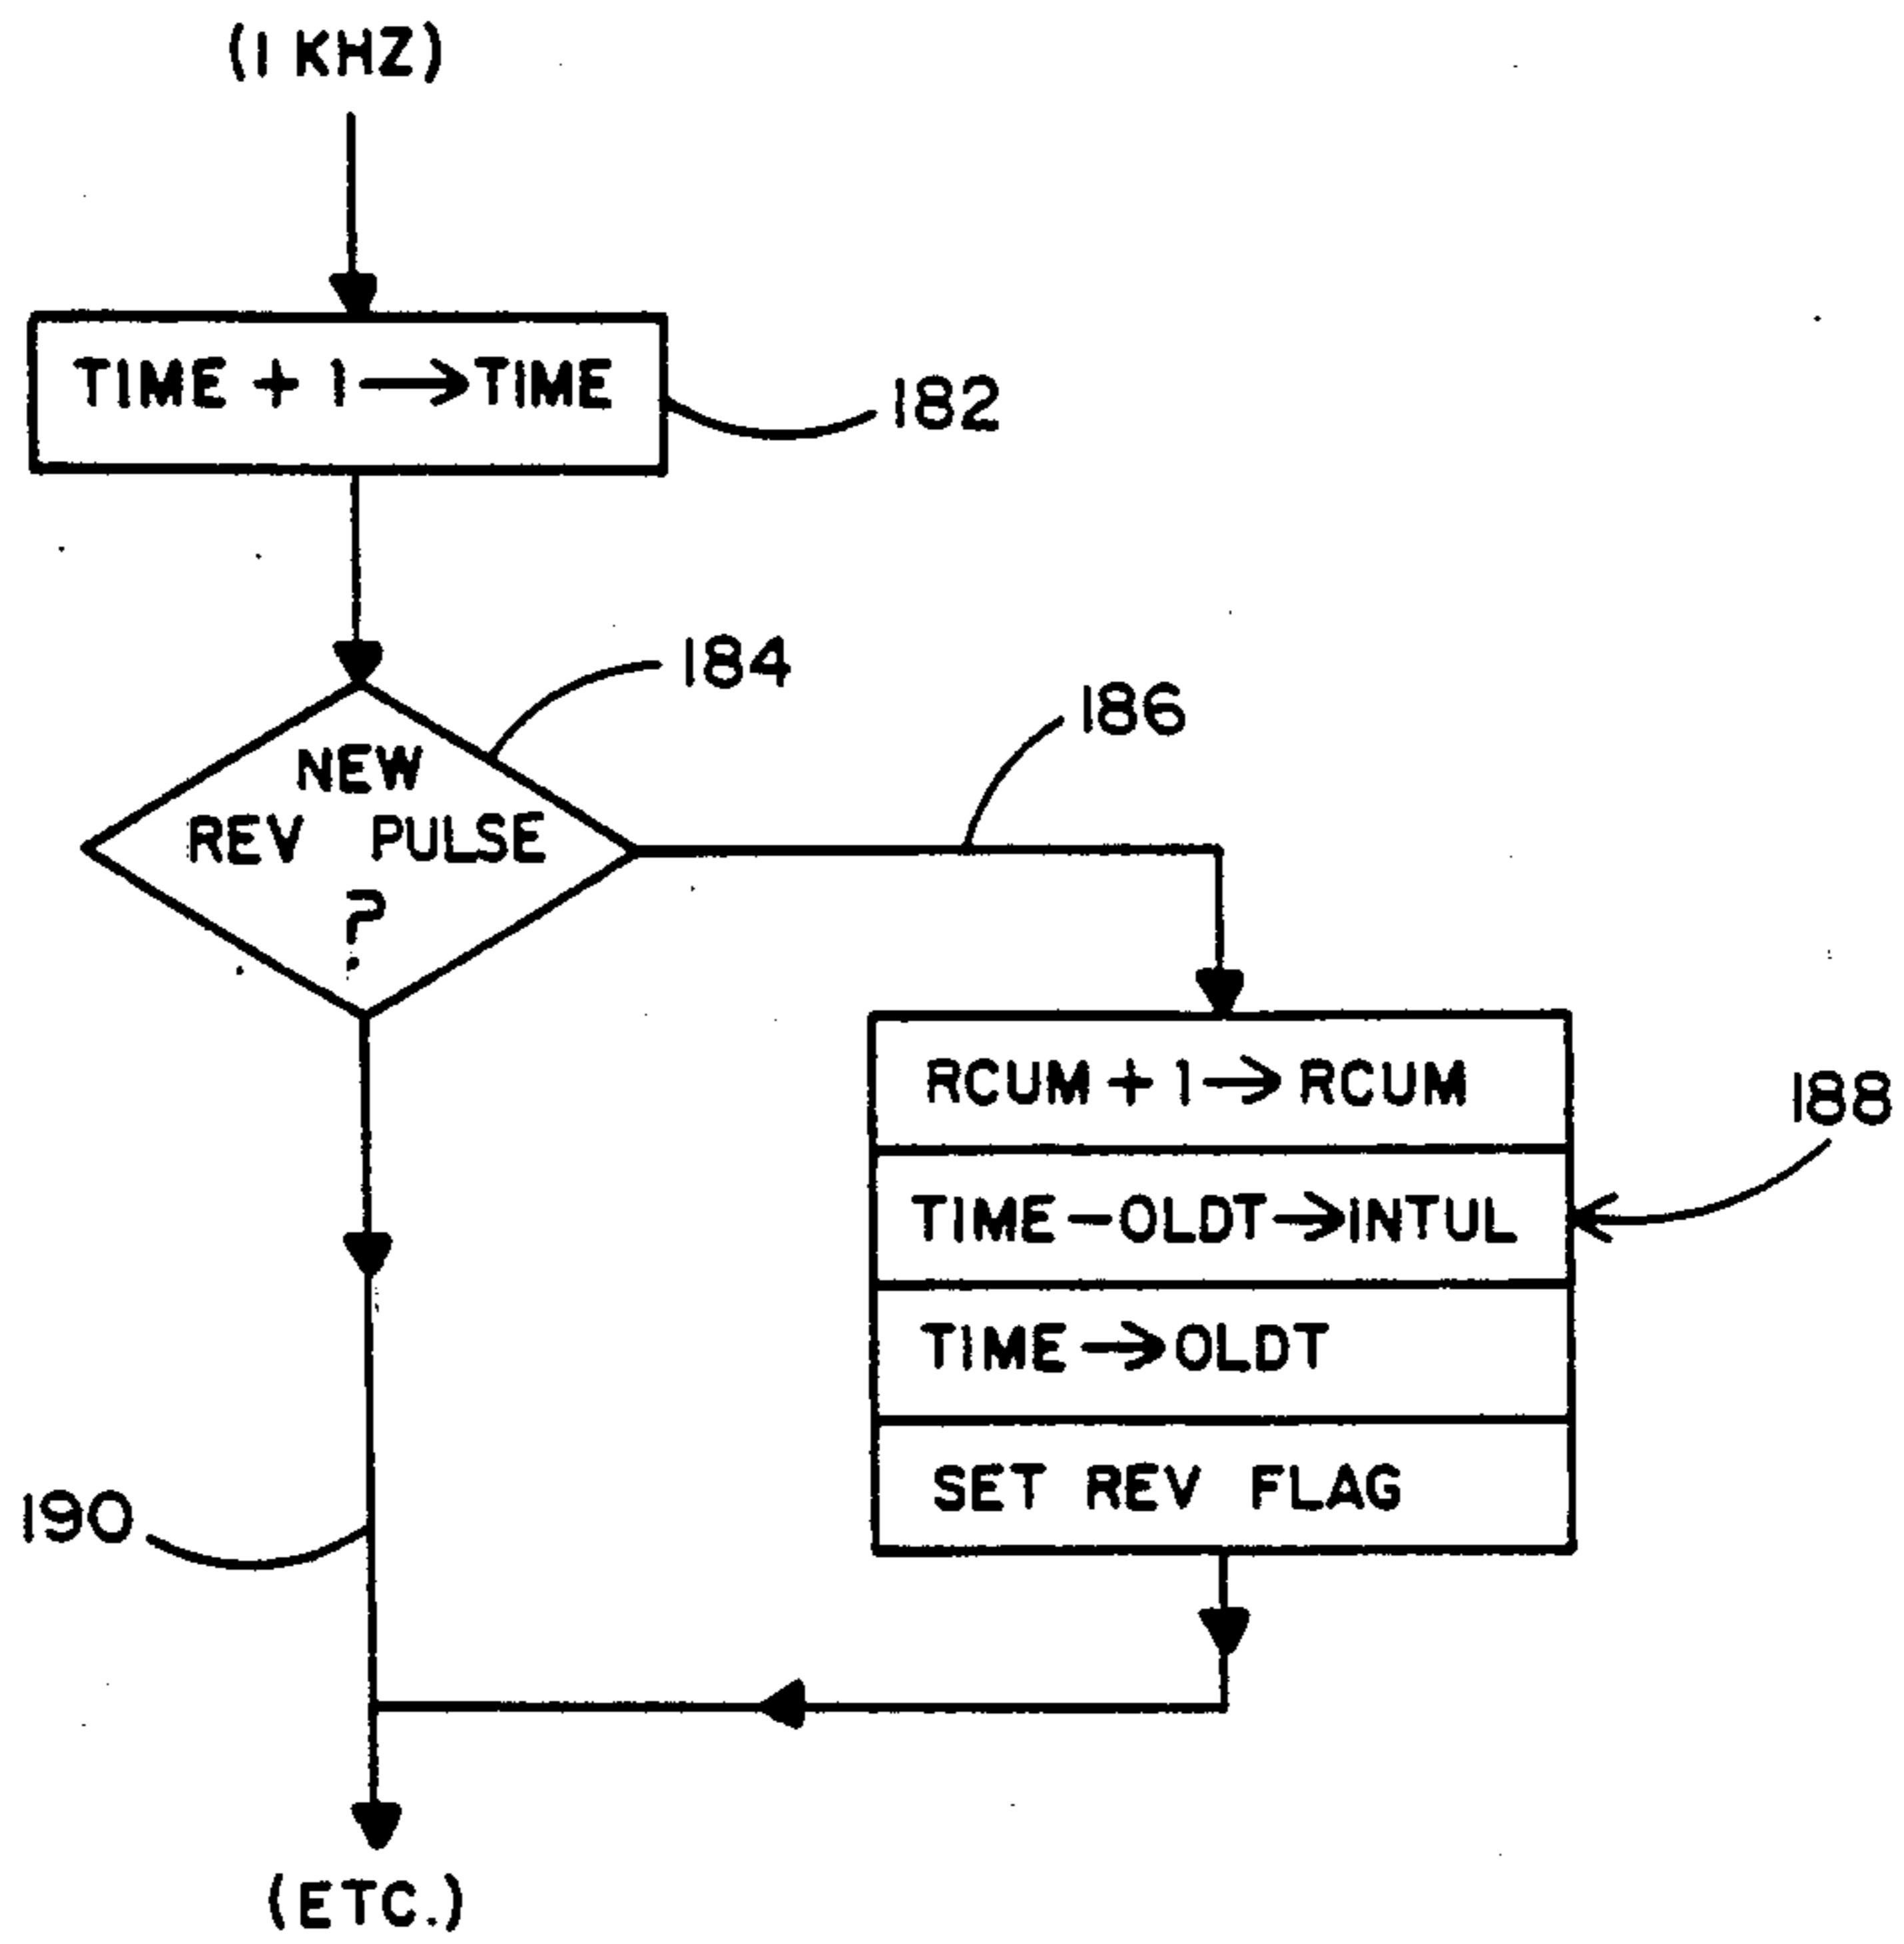 (1 KHZ)
TIME + 1 → TIME
182
184
NEW
REV PULSE
?
186
RCUM + 1 → RCUM
188
TIME – OLDT → INTUL
TIME → OLDT
SET REV FLAG
190
(ETC.)